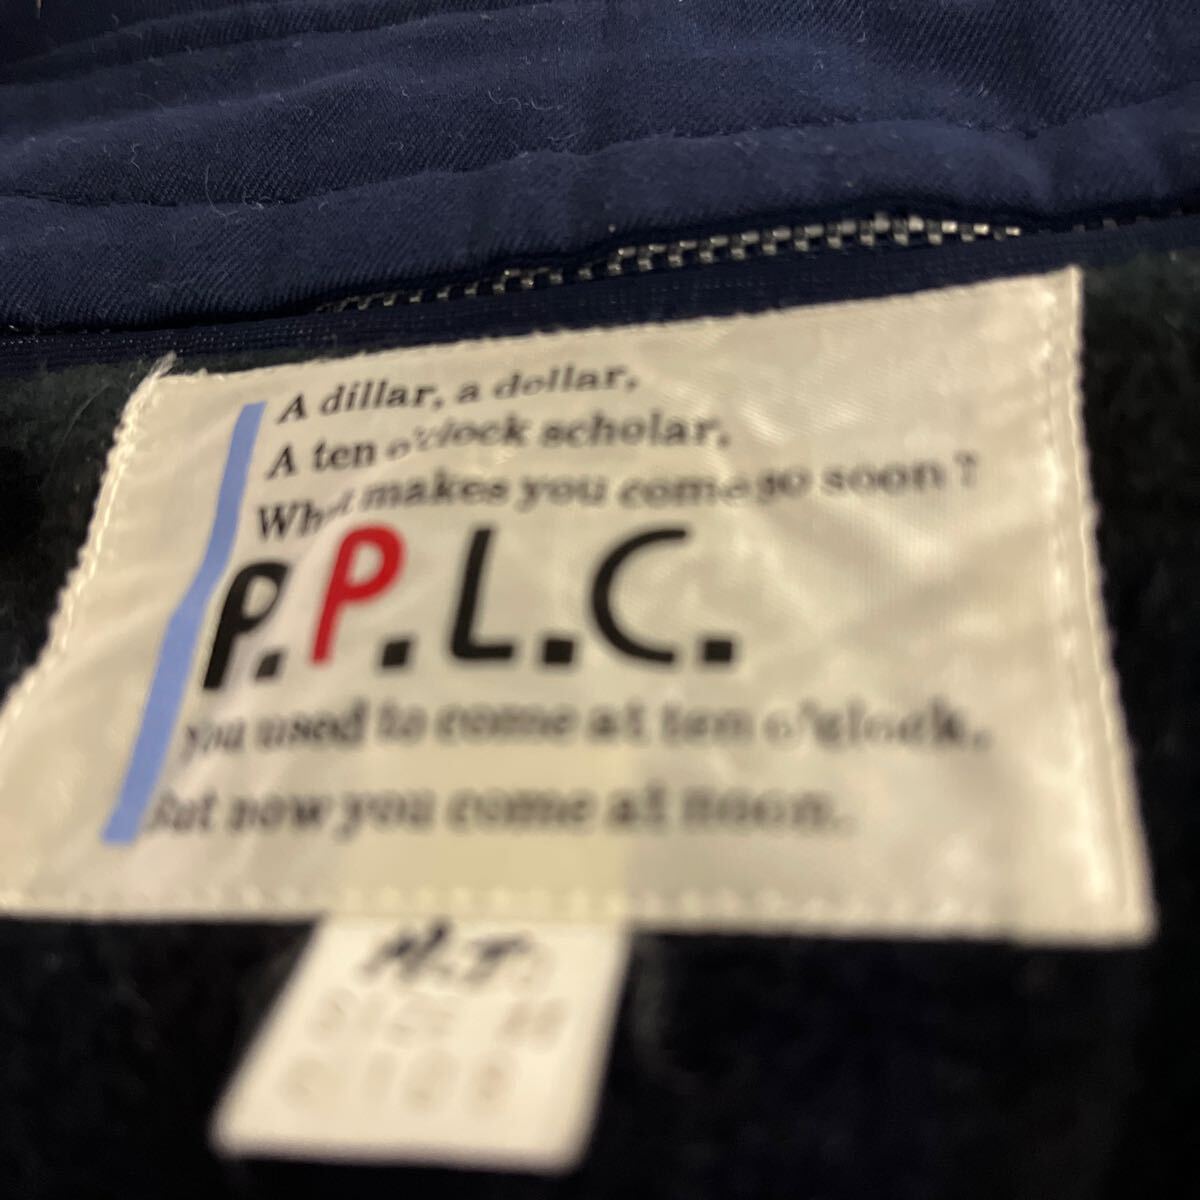 A dillar, a dollar,
A ten o'clock scholar,
What makes you come so soon?
P.P.L.C.
you used to come at ten o'clock,
But now you come at noon.
SIZE